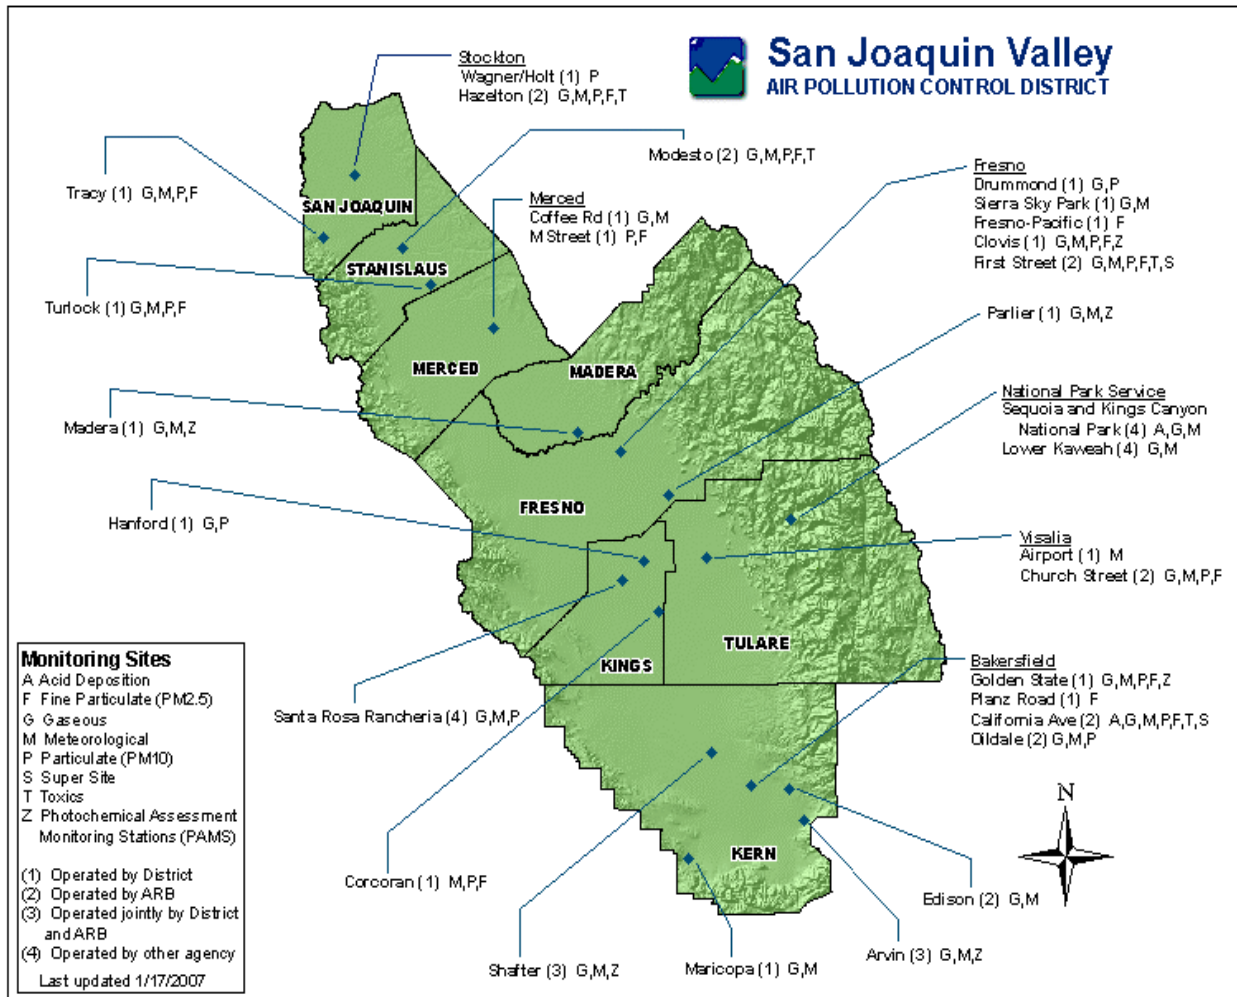 San Joaquin Valley
AIR POLLUTION CONTROL DISTRICT
Stockton
Wagner/Holt (1) P
Hazelton (2) G,M,P,F,T
Modesto (2) G,M,P,F,T
Tracy (1) G,M,P,F
Merced
Coffee Rd (1) G,M
M Street (1) P,F
Fresno
Drummond (1) G,P
Sierra Sky Park (1) G,M
Fresno-Pacific (1) F
Clovis (1) G,M,P,F,Z
First Street (2) G,M,P,F,T,S
Turlock (1) G,M,P,F
Parlier (1) G,M,Z
Madera (1) G,M,Z
National Park Service
Sequoia and Kings Canyon
National Park (4) A,G,M
Lower Kaweah (4) G,M
Hanford (1) G,P
Visalia
Airport (1) M
Church Street (2) G,M,P,F
SAN JOAQUIN
STANISLAUS
MERCED
MADERA
FRESNO
KINGS
TULARE
KERN
Santa Rosa Rancheria (4) G,M,P
Bakersfield
Golden State (1) G,M,P,F,Z
Planz Road (1) F
California Ave (2) A,G,M,P,F,T,S
Oildale (2) G,M,P
Corcoran (1) M,P,F
Shafter (3) G,M,Z
Maricopa (1) G,M
Arvin (3) G,M,Z
Edison (2) G,M
N
Monitoring Sites
A Acid Deposition
F Fine Particulate (PM2.5)
G Gaseous
M Meteorological
P Particulate (PM10)
S Super Site
T Toxics
Z Photochemical Assessment
Monitoring Stations (PAMS)
(1) Operated by District
(2) Operated by ARB
(3) Operated jointly by District
and ARB
(4) Operated by other agency
Last updated 1/17/2007